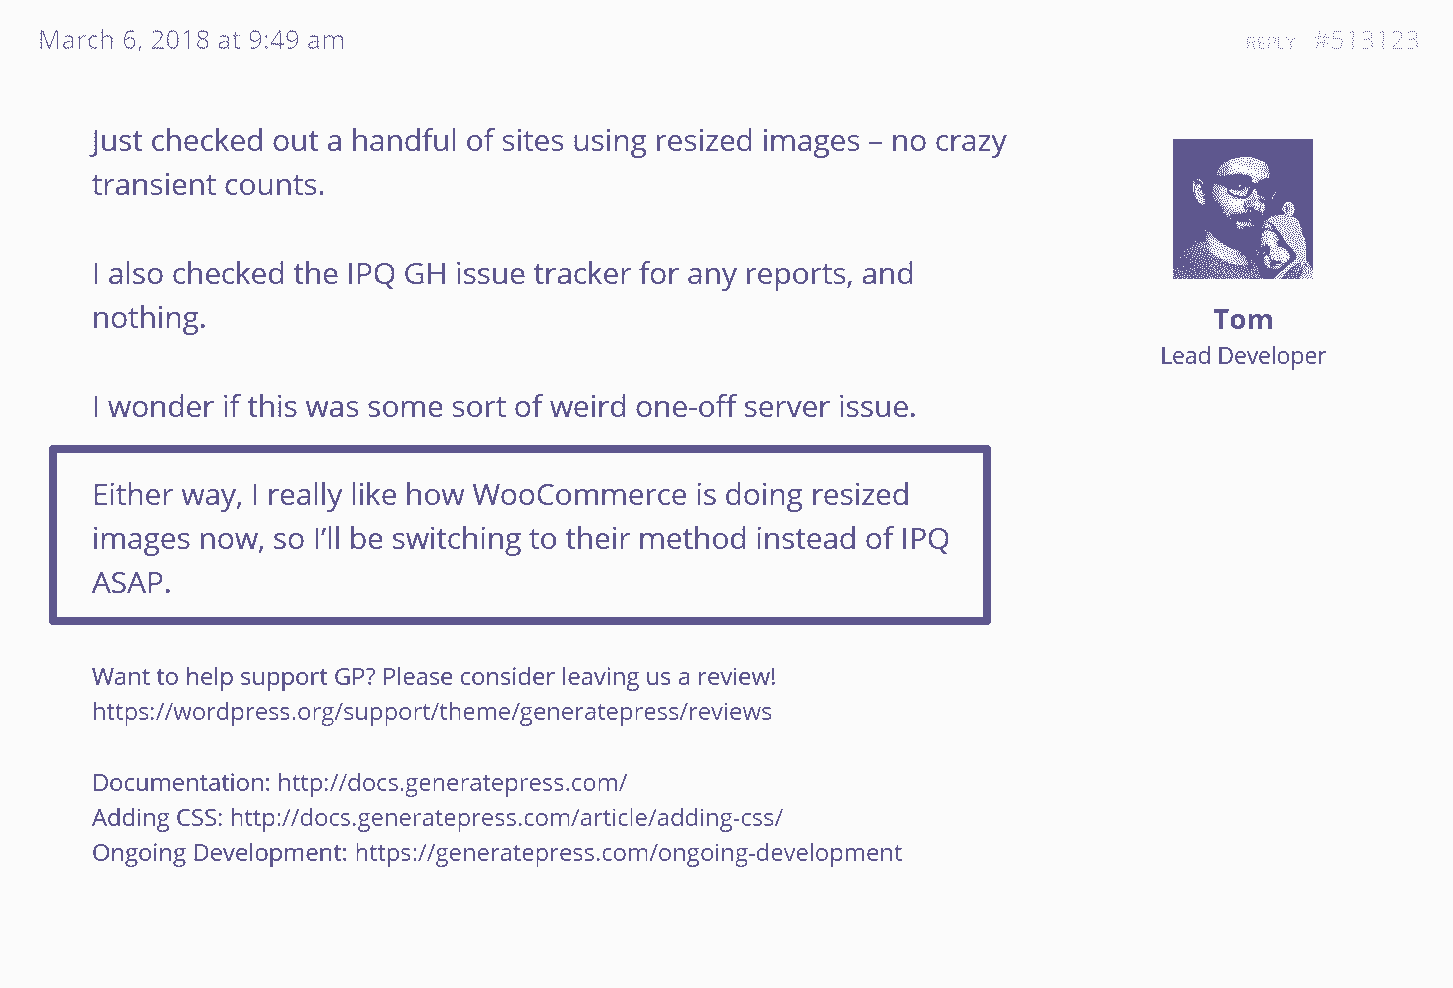 March 6, 2018 at 9:49 am
REPLY #513123
Just checked out a handful of sites using resized images – no crazy
transient counts.
I also checked the IPQ GH issue tracker for any reports, and
nothing.
Tom
Lead Developer
I wonder if this was some sort of weird one-off server issue.
Either way, I really like how WooCommerce is doing resized
images now, so I’ll be switching to their method instead of IPQ
ASAP.
Want to help support GP? Please consider leaving us a review!
https://wordpress.org/support/theme/generatepress/reviews
Documentation: http://docs.generatepress.com/
Adding CSS: http://docs.generatepress.com/article/adding-css/
Ongoing Development: https://generatepress.com/ongoing-development